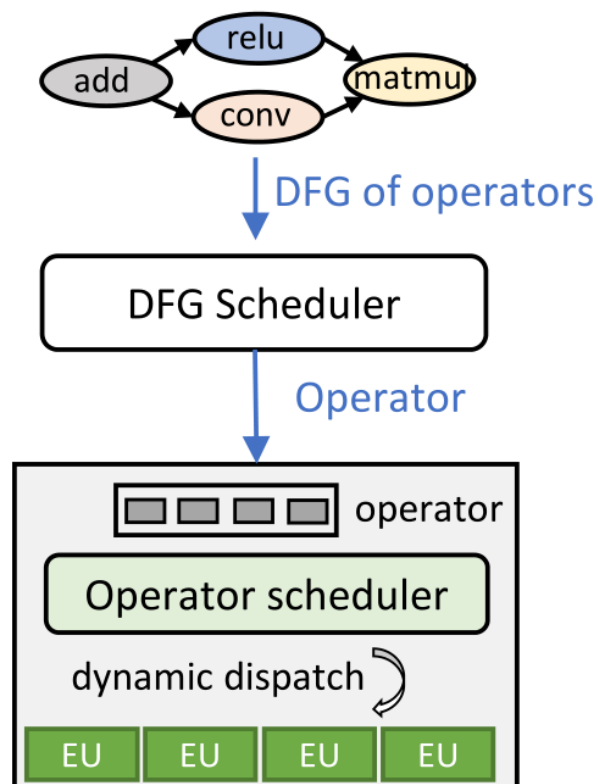 relu
add
matmul
conv
DFG of operators
DFG Scheduler
Operator
operator
Operator scheduler
dynamic dispatch
EU EU EU EU